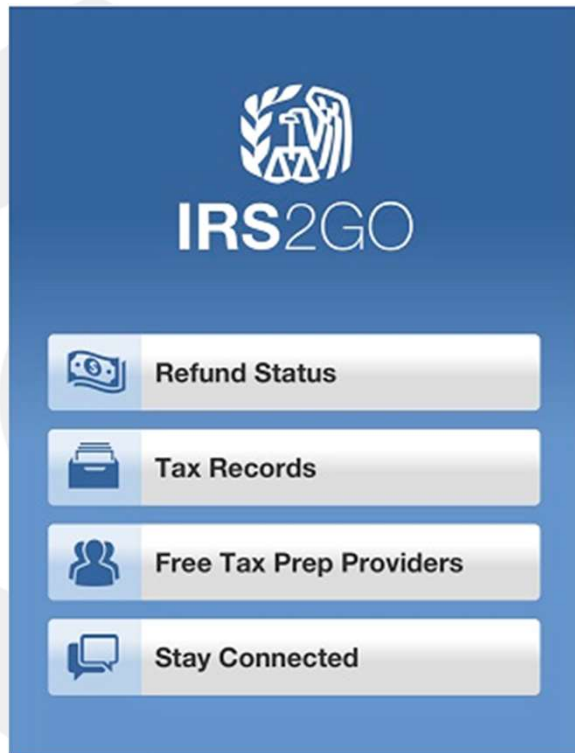 IRS2GO
Refund Status
Tax Records
Free Tax Prep Providers
Stay Connected